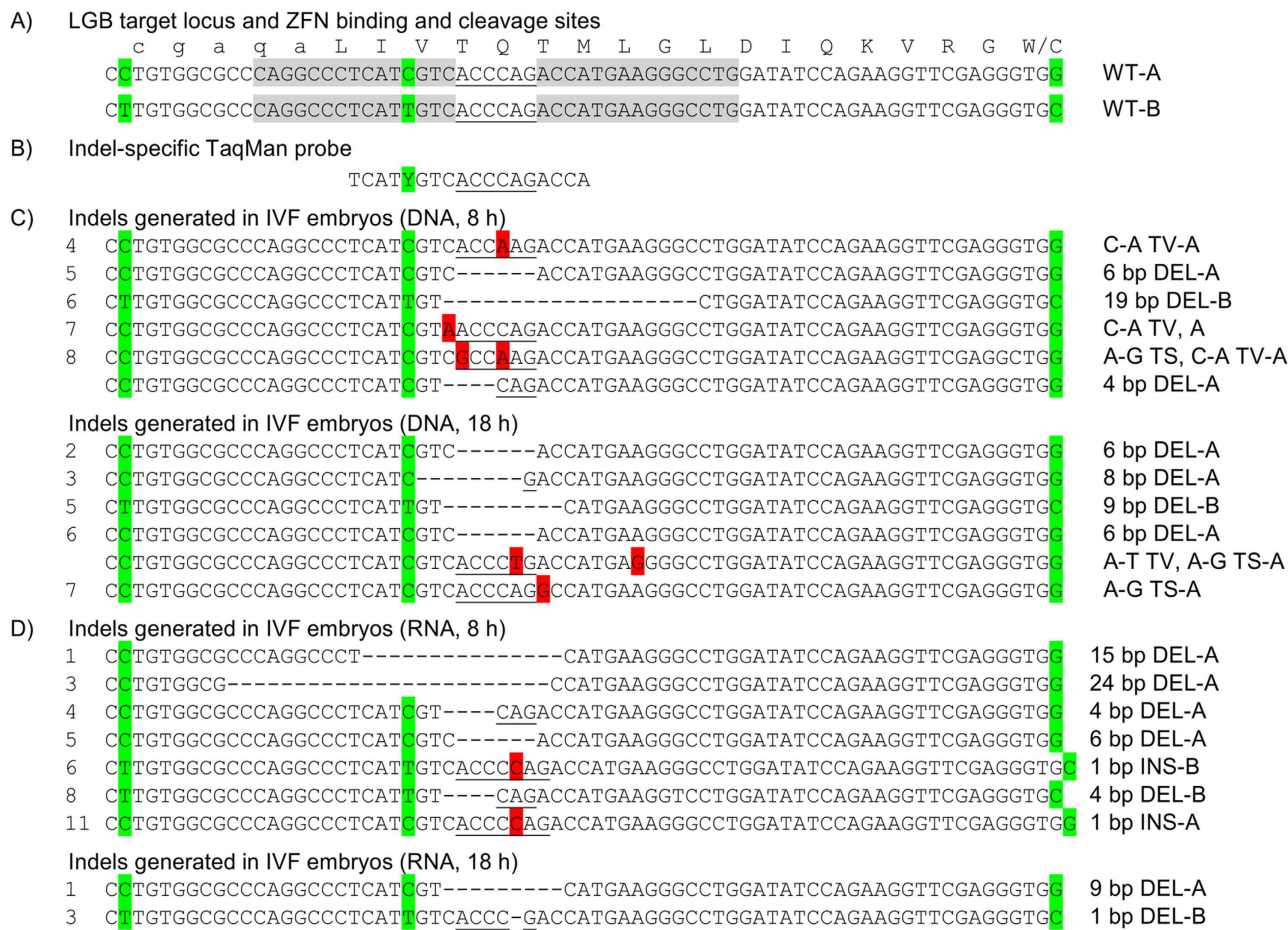 A) LGB target locus and ZFN binding and cleavage sites
c g a q a L I V T Q T M L G L D I Q K V R G W/C
CCTGTGGCGCCCAGGCCCTCATCGTCACCCAGACCATGAAGGGCCTGGATATCCAGAAGGTTCGAGGGTGG WT-A
CTTGTGGCGCCCAGGCCCTCATTGTCACCCAGACCATGAAGGGCCTGGATATCCAGAAGGTTCGAGGGTGC WT-B
B) Indel-specific TaqMan probe
TCATYGTCACCCAGACCA
C) Indels generated in IVF embryos (DNA, 8 h)
4 CCTGTGGCGCCCAGGCCCTCATCGTCACCAAGACCATGAAGGGCCTGGATATCCAGAAGGTTCGAGGGTGG C-A TV-A
5 CCTGTGGCGCCCAGGCCCTCATCGTC------ACCATGAAGGGCCTGGATATCCAGAAGGTTCGAGGGTGG 6 bp DEL-A
6 CTTGTGGCGCCCAGGCCCTCATTGT-------------------CTGGATATCCAGAAGGTTCGAGGGTGC 19 bp DEL-B
7 CCTGTGGCGCCCAGGCCCTCATCGTAACCCAGACCATGAAGGGCCTGGATATCCAGAAGGTTCGAGGGTGG C-A TV, A
8 CCTGTGGCGCCCAGGCCCTCATCGTCGCCAAGACCATGAAGGGCCTGGATATCCAGAAGGTTCGAGGCTGG A-G TS, C-A TV-A
CCTGTGGCGCCCAGGCCCTCATCGT----CAGACCATGAAGGGCCTGGATATCCAGAAGGTTCGAGGGTGG 4 bp DEL-A
Indels generated in IVF embryos (DNA, 18 h)
2 CCTGTGGCGCCCAGGCCCTCATCGTC------ACCATGAAGGGCCTGGATATCCAGAAGGTTCGAGGGTGG 6 bp DEL-A
3 CCTGTGGCGCCCAGGCCCTCATC--------GACCATGAAGGGCCTGGATATCCAGAAGGTTCGAGGGTGG 8 bp DEL-A
5 CTTGTGGCGCCCAGGCCCTCATTGT---------CATGAAGGGCCTGGATATCCAGAAGGTTCGAGGGTGC 9 bp DEL-B
6 CCTGTGGCGCCCAGGCCCTCATCGTC------ACCATGAAGGGCCTGGATATCCAGAAGGTTCGAGGGTGG 6 bp DEL-A
CCTGTGGCGCCCAGGCCCTCATCGTCACCCTGACCATGAGGGGCCTGGATATCCAGAAGGTTCGAGGGTGG A-T TV, A-G TS-A
7 CCTGTGGCGCCCAGGCCCTCATCGTCACCCAGGCCATGAAGGGCCTGGATATCCAGAAGGTTCGAGGGTGG A-G TS-A
D) Indels generated in IVF embryos (RNA, 8 h)
1 CCTGTGGCGCCCAGGCCCT---------------CATGAAGGGCCTGGATATCCAGAAGGTTCGAGGGTGG 15 bp DEL-A
3 CCTGTGGCG------------------------CCATGAAGGGCCTGGATATCCAGAAGGTTCGAGGGTGG 24 bp DEL-A
4 CCTGTGGCGCCCAGGCCCTCATCGT----CAGACCATGAAGGGCCTGGATATCCAGAAGGTTCGAGGGTGG 4 bp DEL-A
5 CCTGTGGCGCCCAGGCCCTCATCGTC------ACCATGAAGGGCCTGGATATCCAGAAGGTTCGAGGGTGG 6 bp DEL-A
6 CTTGTGGCGCCCAGGCCCTCATTGTCACCCCAGACCATGAAGGGCCTGGATATCCAGAAGGTTCGAGGGTGC 1 bp INS-B
8 CTTGTGGCGCCCAGGCCCTCATTGT----CAGACCATGAAGGTCCTGGATATCCAGAAGGTTCGAGGGTGC 4 bp DEL-B
11 CCTGTGGCGCCCAGGCCCTCATCGTCACCCCAGACCATGAAGGGCCTGGATATCCAGAAGGTTCGAGGGTGG 1 bp INS-A
Indels generated in IVF embryos (RNA, 18 h)
1 CCTGTGGCGCCCAGGCCCTCATCGT---------CATGAAGGGCCTGGATATCCAGAAGGTTCGAGGGTGG 9 bp DEL-A
3 CTTGTGGCGCCCAGGCCCTCATTGTCACCC-GACCATGAAGGGCCTGGATATCCAGAAGGTTCGAGGGTGC 1 bp DEL-B